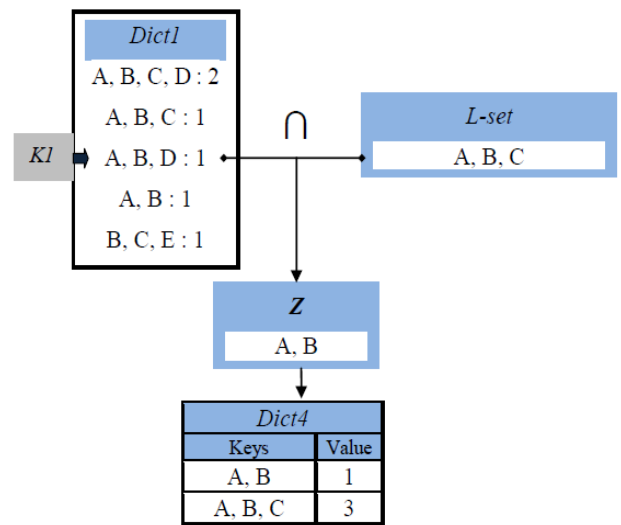 Dict1
A, B, C, D : 2
A, B, C : 1
K1
A, B, D : 1
A, B : 1
B, C, E : 1
∩
L-set
A, B, C
Z
A, B
Dict4
Keys Value
A, B 1
A, B, C 3